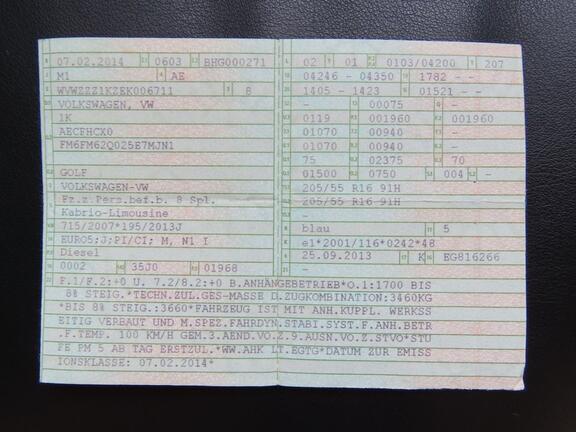 07.02.2014 0603 BHG000271
M1 AE
WVWZZZ1KZEK006711 8
VOLKSWAGEN, VW
1K
AECFHCX0
FM6FM62Q025E7MJN1
GOLF
VOLKSWAGEN-VW
Fz.z.Pers.bef.b. 8 Spl.
Kabrio-Limousine
715/2007*195/2013J
EURO5;J;PI/CI; M, N1 I
Diesel
0002 35J0 01968
02 01 0103/04200 207
04246 - 04350 1782 - -
1405 - 1423 01521 - -
- 00075 -
0119 001960 001960
01070 00940 -
01070 00940 -
75 02375 70
01500 0750 004 -
205/55 R16 91H
205/55 R16 91H
-
blau 5
e1*2001/116*0242*48
25.09.2013 K EG816266
F.1/F.2:+0 U. 7.2/8.2:+0 B.ANHÄNGEBETRIEB*O.1:1700 BIS
8% STEIG.*TECHN.ZUL.GES-MASSE D.ZUGKOMBINATION:3460KG
*BIS 8% STEIG.:3660*FAHRZEUG IST MIT ANH.KUPPL. WERKSS
EITIG VERBAUT UND M.SPEZ.FAHRDYN.STABI.SYST.F.ANH.BETR
.F.TEMP. 100 KM/H GEM.3.AEND.VO.Z.9.AUSN.VO.Z.STVO*STU
FE PM 5 AB TAG ERSTZUL.*WW.AHK LT.EGTG*DATUM ZUR EMISS
IONSKLASSE: 07.02.2014*